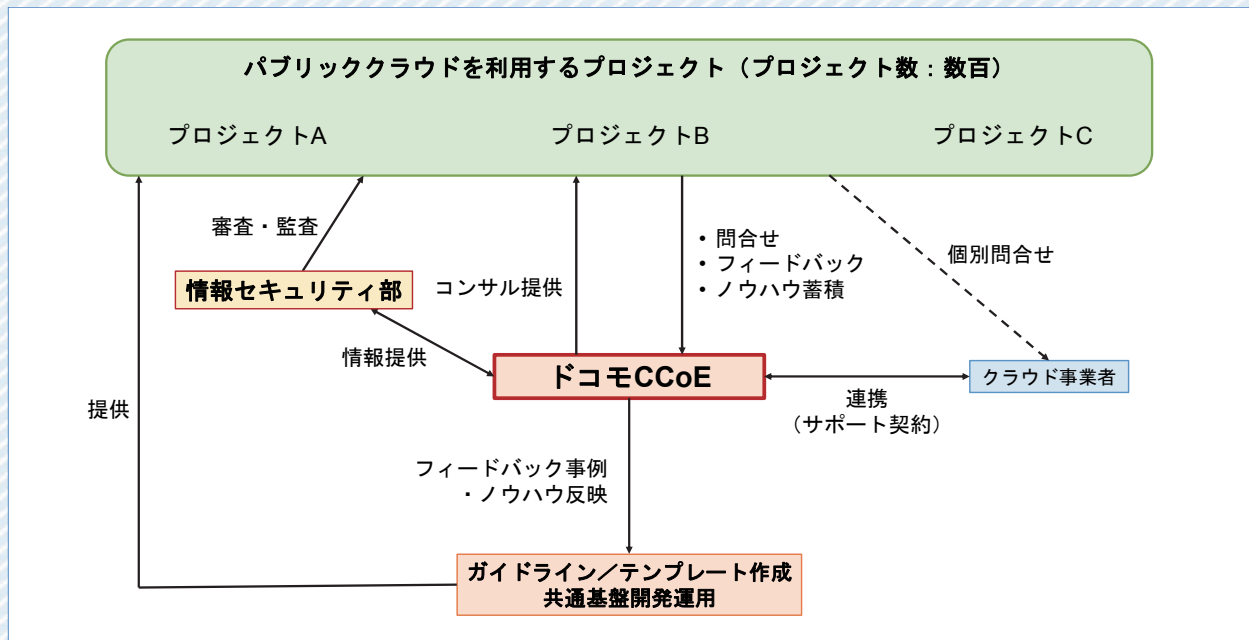 パブリッククラウドを利用するプロジェクト（プロジェクト数：数百）
プロジェクトA
プロジェクトB
プロジェクトC
審査・監査
情報セキュリティ部
コンサル提供
• 問合せ
• フィードバック
• ノウハウ蓄積
個別問合せ
情報提供
ドコモCCoE
クラウド事業者
連携
（サポート契約）
提供
フィードバック事例
・ノウハウ反映
ガイドライン／テンプレート作成
共通基盤開発運用